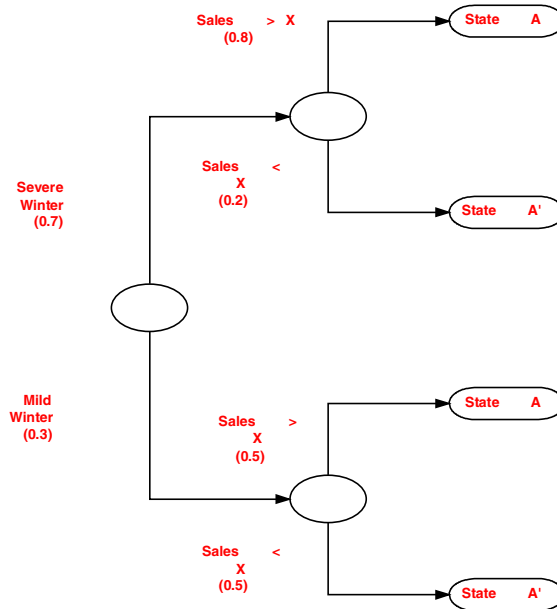 Sales > X
(0.8)
State A
Sales <
X
(0.2)
Severe
Winter
(0.7)
State A'
Mild
Winter
(0.3)
Sales >
X
(0.5)
State A
Sales <
X
(0.5)
State A'